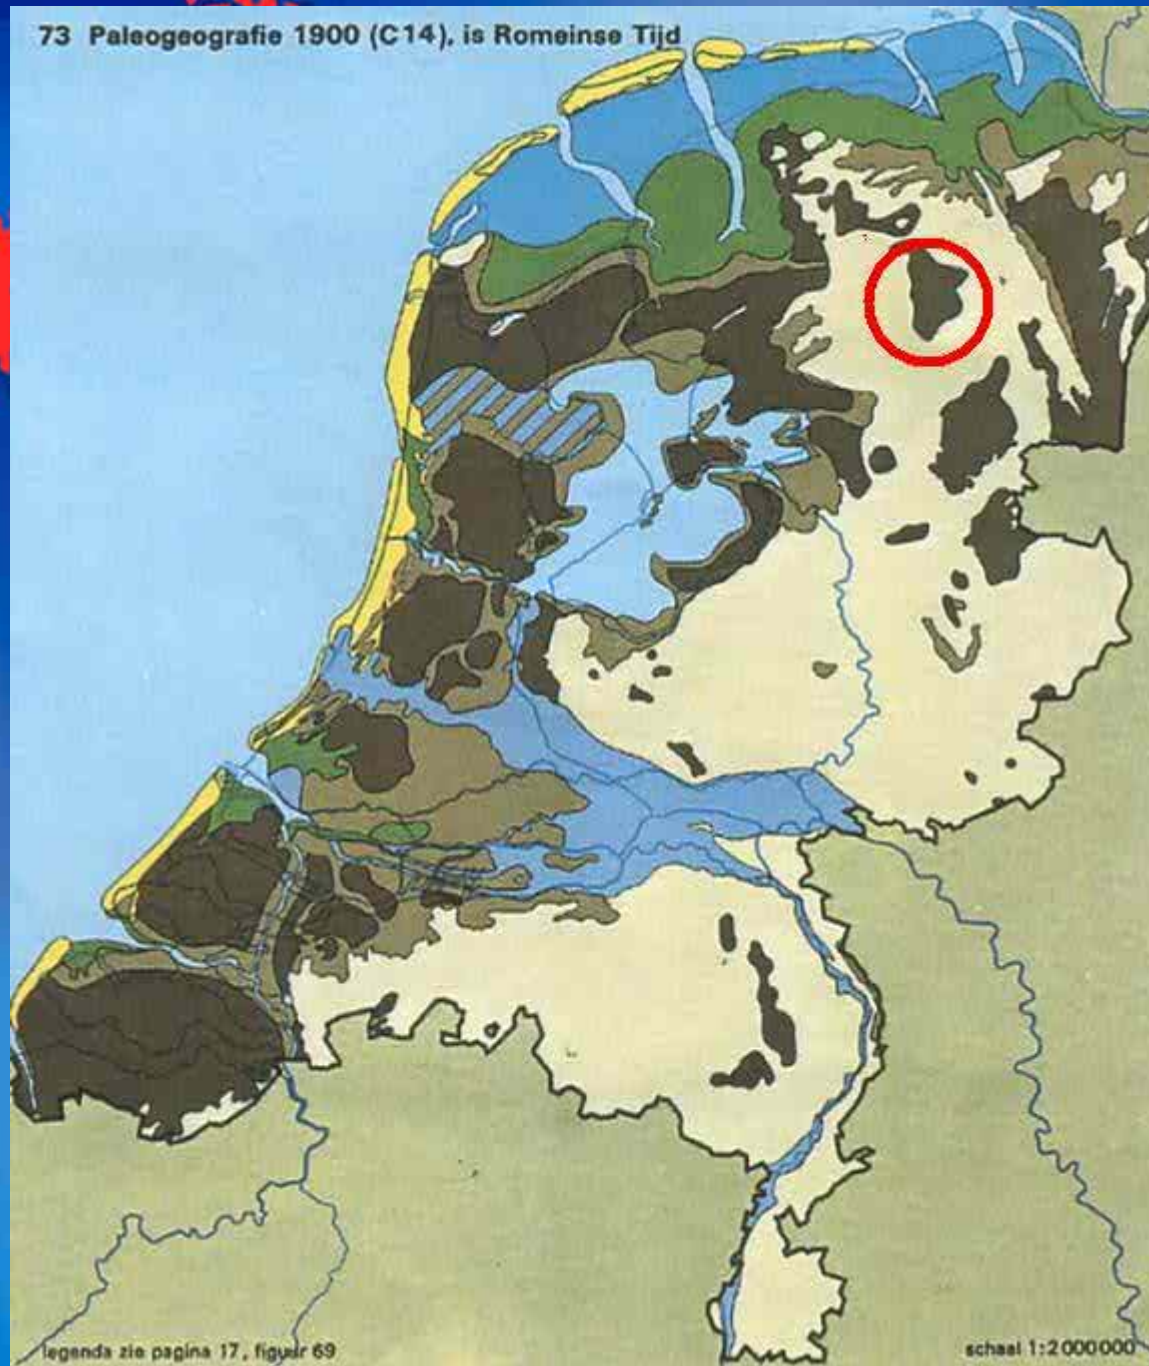 73 Paleogeografie 1900 (C14), is Romeinse Tijd
legenda zie pagina 17, figuur 69
schaal 1:2000000